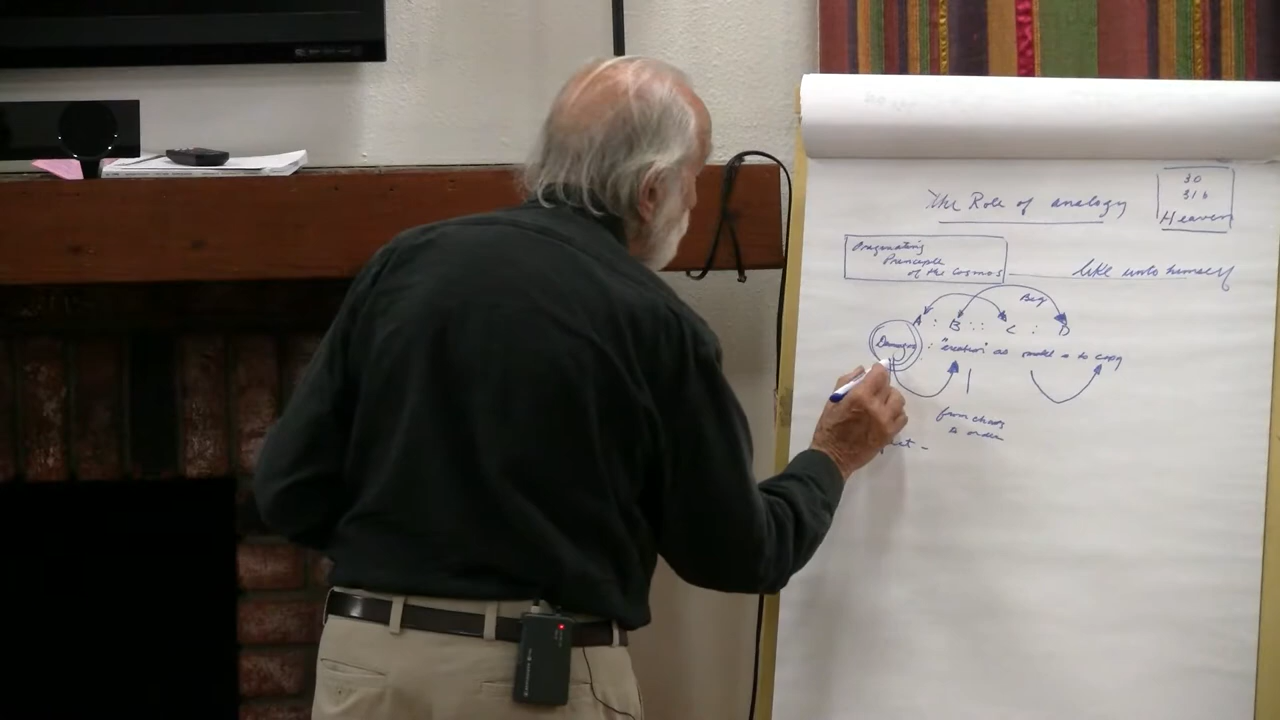 The Role of analogy
30
31b
Heaven
Principle
of the Cosmos
like unto himself
A : B :: C : D
: "creation" as model is to copy
from chaos
to order